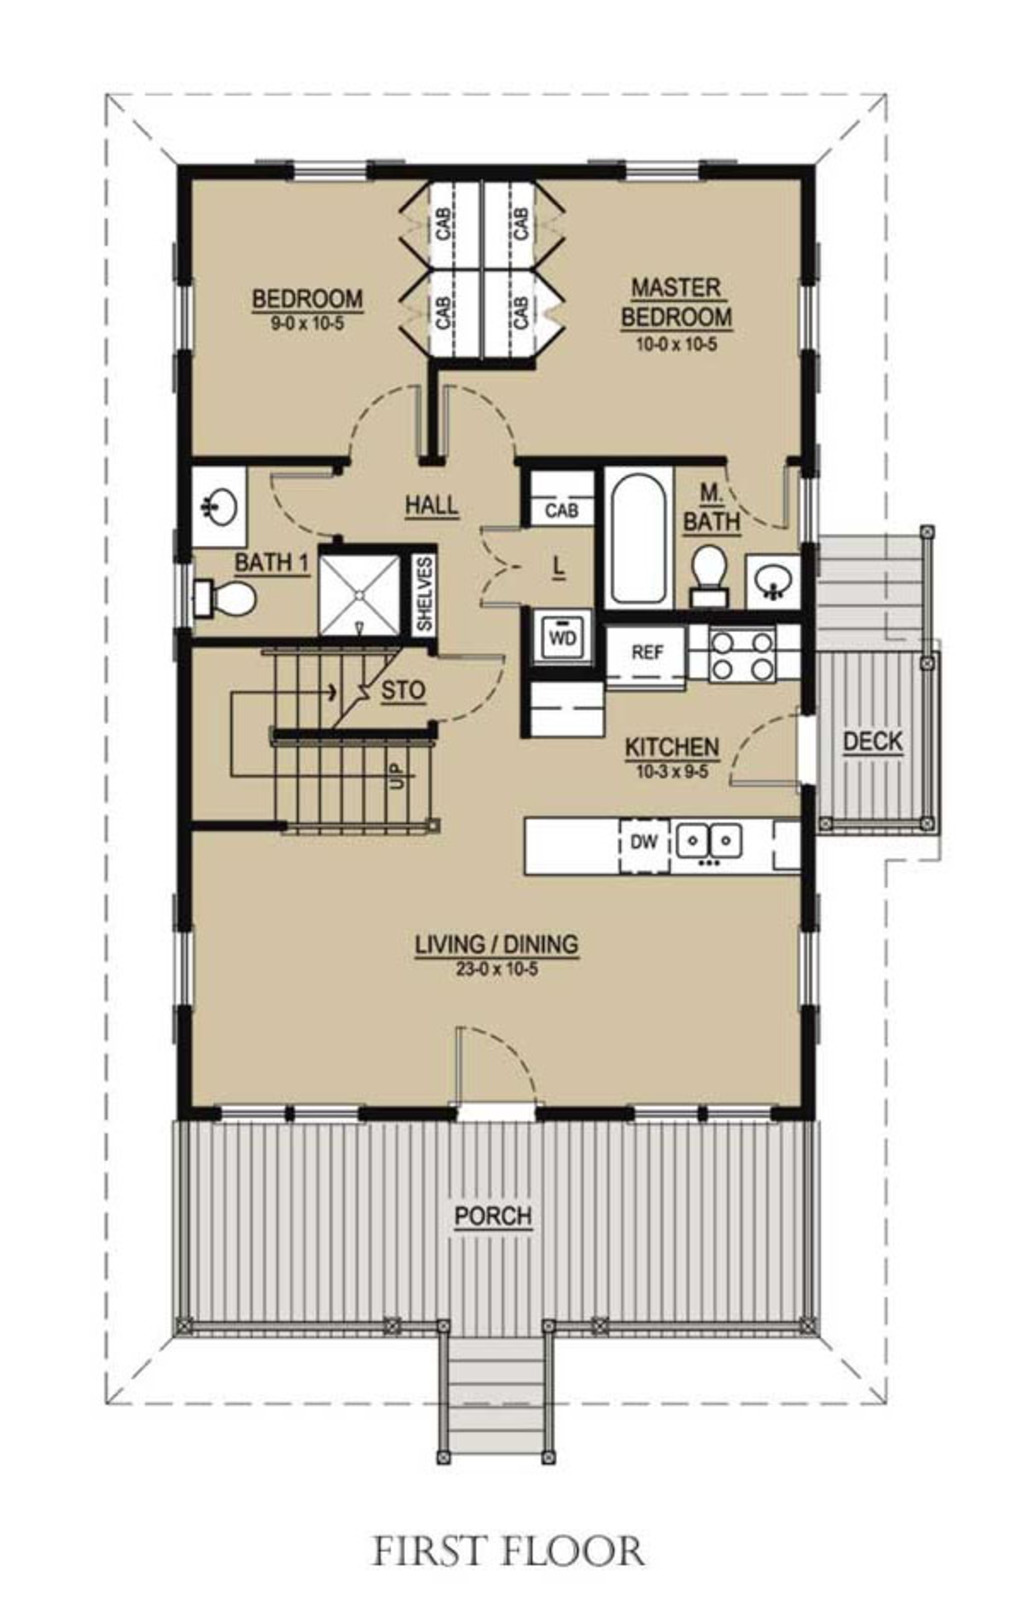 CAB
CAB
CAB
CAB
BEDROOM
9-0 x 10-5
MASTER
BEDROOM
10-0 x 10-5
HALL
CAB
M.
BATH
BATH 1
SHELVES
L
WD
REF
STO
UP
KITCHEN
10-3 x 9-5
DECK
DW
LIVING / DINING
23-0 x 10-5
PORCH
FIRST FLOOR